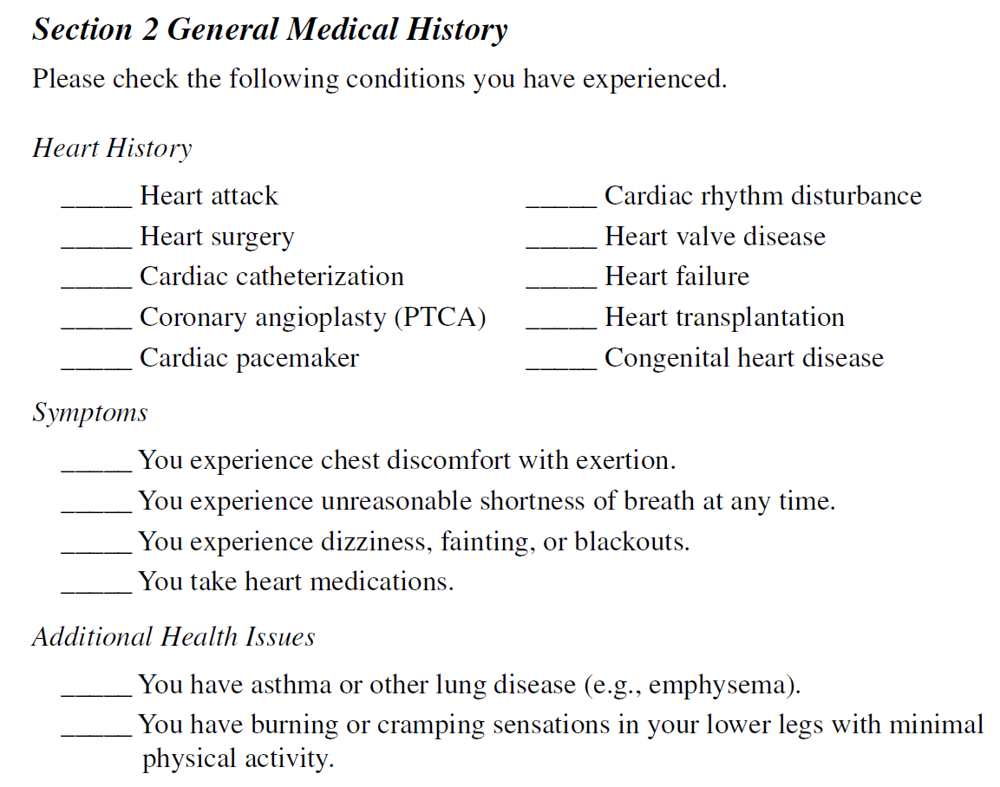 Section 2 General Medical History
Please check the following conditions you have experienced.
Heart History
_____ Heart attack
_____ Heart surgery
_____ Cardiac catheterization
_____ Coronary angioplasty (PTCA)
_____ Cardiac pacemaker
_____ Cardiac rhythm disturbance
_____ Heart valve disease
_____ Heart failure
_____ Heart transplantation
_____ Congenital heart disease
Symptoms
_____ You experience chest discomfort with exertion.
_____ You experience unreasonable shortness of breath at any time.
_____ You experience dizziness, fainting, or blackouts.
_____ You take heart medications.
Additional Health Issues
_____ You have asthma or other lung disease (e.g., emphysema).
_____ You have burning or cramping sensations in your lower legs with minimal
physical activity.